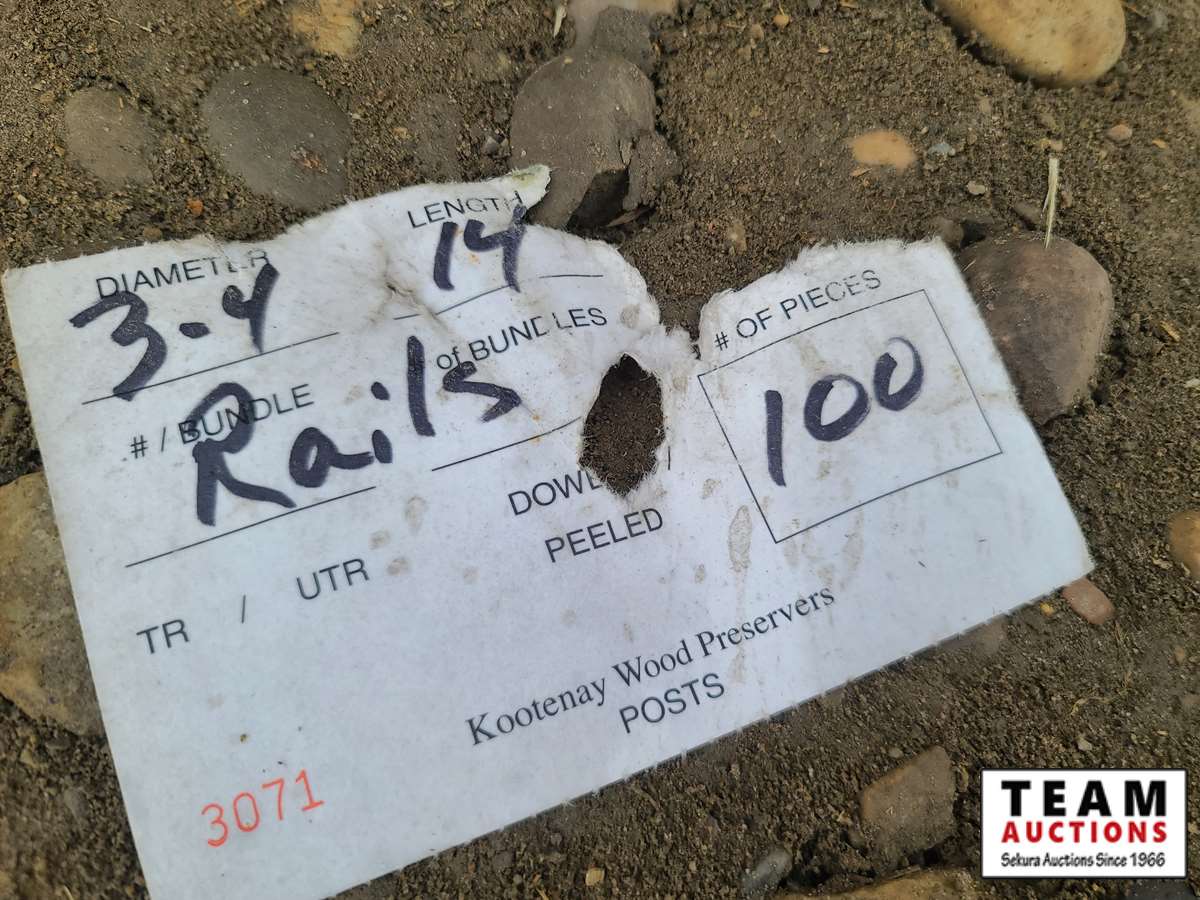 DIAMETER LENGTH
3-4 14
# / BUNDLE # of BUNDLES # OF PIECES
Rails 100
DOWEL
PEELED
TR / UTR
Kootenay Wood Preservers
POSTS
3071
TEAM
AUCTIONS
Sekura Auctions Since 1966